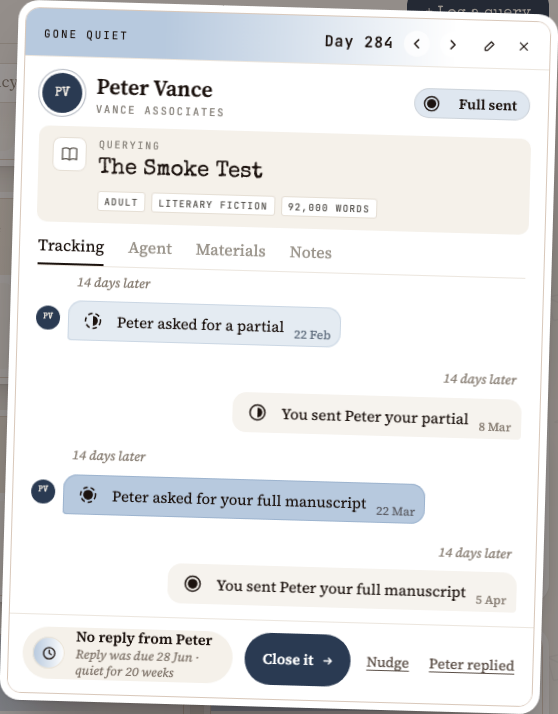 + Log a query
GONE QUIET
Day 284
PV
Peter Vance
VANCE ASSOCIATES
Full sent
QUERYING
The Smoke Test
ADULT
LITERARY FICTION
92,000 WORDS
Tracking
Agent
Materials
Notes
14 days later
PV
Peter asked for a partial
22 Feb
14 days later
You sent Peter your partial
8 Mar
14 days later
PV
Peter asked for your full manuscript
22 Mar
14 days later
You sent Peter your full manuscript
5 Apr
No reply from Peter
Reply was due 28 Jun ·
quiet for 20 weeks
Close it →
Nudge
Peter replied